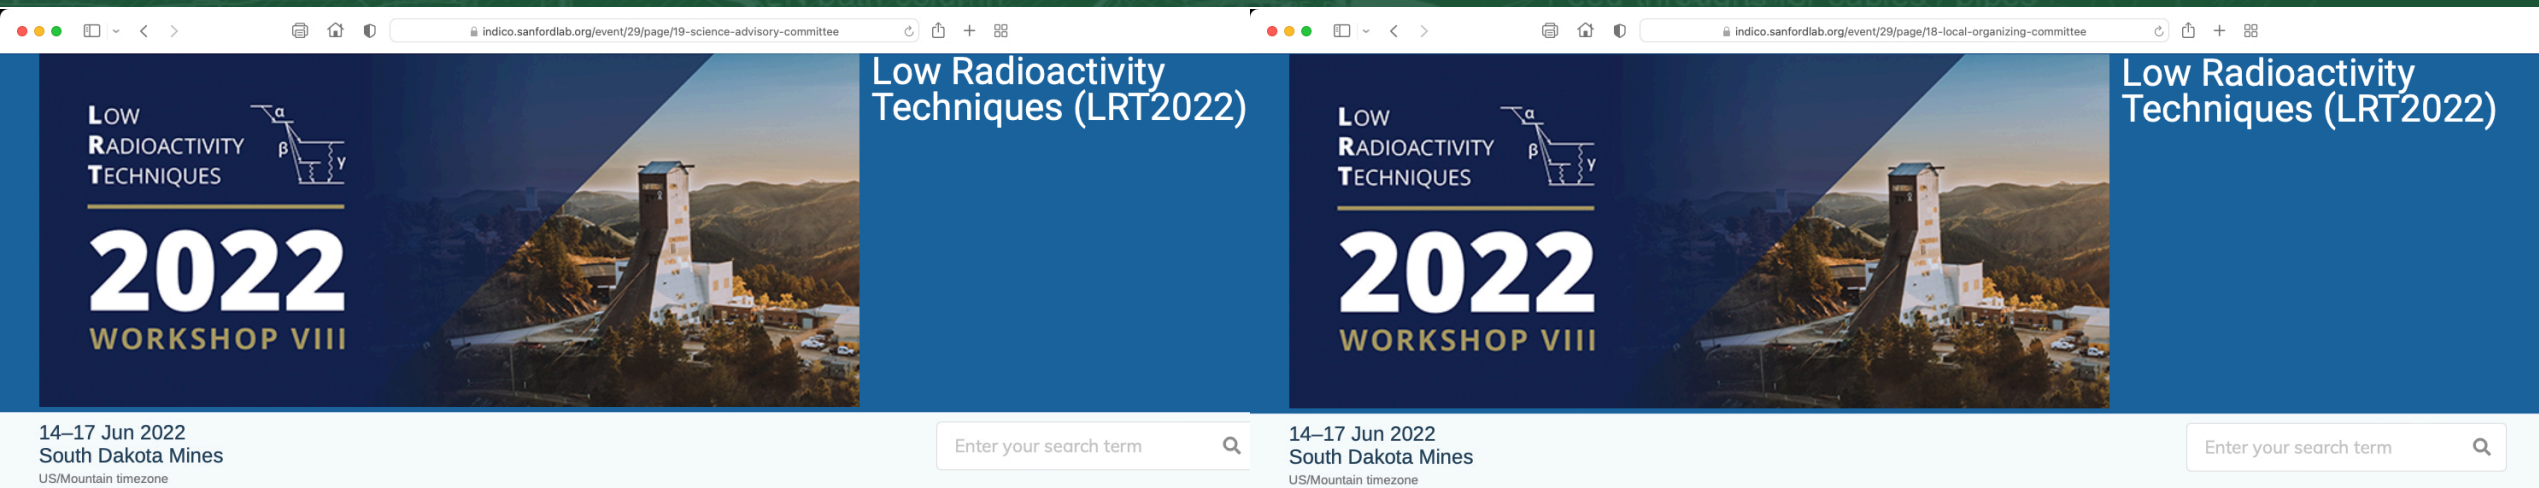 indico.sanfordlab.org/event/29/page/19-science-advisory-committee
Low Radioactivity
Techniques (LRT2022)
LOW
RADIOACTIVITY
TECHNIQUES
α
β
γ
2022
WORKSHOP VIII
14–17 Jun 2022
South Dakota Mines
US/Mountain timezone
Enter your search term
indico.sanfordlab.org/event/29/page/18-local-organizing-committee
Low Radioactivity
Techniques (LRT2022)
LOW
RADIOACTIVITY
TECHNIQUES
α
β
γ
2022
WORKSHOP VIII
14–17 Jun 2022
South Dakota Mines
US/Mountain timezone
Enter your search term